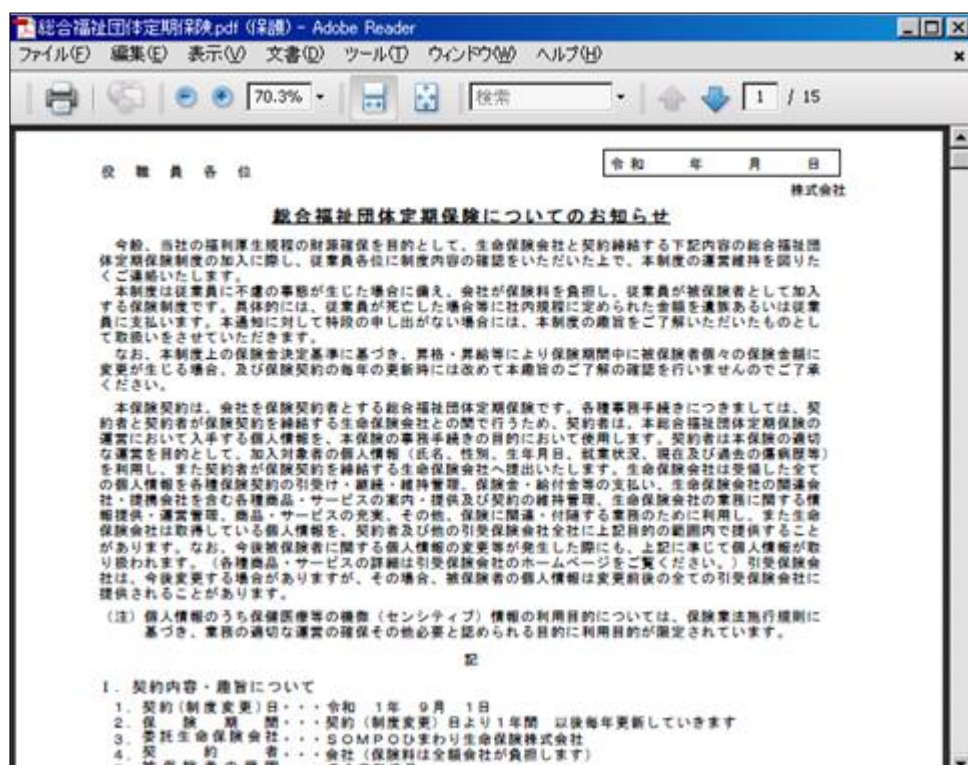 総合福祉団体定期保険.pdf (保護) - Adobe Reader
ファイル(F) 編集(E) 表示(V) 文書(D) ツール(T) ウィンドウ(W) ヘルプ(H)
70.3% 検索 1 / 15
役 職 員 各 位
令和 年 月 日
株式会社
総合福祉団体定期保険についてのお知らせ
今般、当社の福利厚生規程の財源確保を目的として、生命保険会社と契約締結する下記内容の総合福祉団
体定期保険制度の加入に際し、従業員各位に制度内容の確認をいただいた上で、本制度の運営維持を図りた
くご連絡いたします。
本制度は従業員に不慮の事態が生じた場合に備え、会社が保険料を負担し、従業員が被保険者として加入
する保険制度です。具体的には、従業員が死亡した場合等に社内規程に定められた金額を遺族あるいは従業
員に支払います。本通知に対して特段の申し出がない場合には、本制度の趣旨をご了解いただいたものとし
て取扱いをさせていただきます。
なお、本制度上の保険金決定基準に基づき、昇格・昇給等により保険期間中に被保険者個々の保険金額に
変更が生じる場合、及び保険契約の毎年の更新時には改めて本趣旨のご了解の確認を行いませんのでご了承
ください。
本保険契約は、会社を保険契約者とする総合福祉団体定期保険です。各種事務手続きにつきましては、契
約者と契約者が保険契約を締結する生命保険会社との間で行うため、契約者は、本総合福祉団体定期保険の
運営において入手する個人情報を、本保険の事務手続きの目的において使用します。契約者は本保険の適切
な運営を目的として、加入対象者の個人情報（氏名、性別、生年月日、就業状況、現在及び過去の傷病歴等）
を利用し、また契約者が保険契約を締結する生命保険会社へ提出いたします。生命保険会社は受領した全て
の個人情報を各種保険契約の引受け・継続・維持管理、保険金・給付金等の支払い、生命保険会社の関連会
社・提携会社を含む各種商品・サービスの案内・提供及び契約の維持管理、生命保険会社の業務に関する情
報提供・運営管理、商品・サービスの充実、その他、保険に関連・付随する業務のために利用し、また生命
保険会社は取得している個人情報を、契約者及び他の引受保険会社全社に上記目的の範囲内で提供すること
があります。なお、今後被保険者に関する個人情報の変更等が発生した際にも、上記に準じて個人情報が取
り扱われます。（各種商品・サービスの詳細は引受保険会社のホームページをご覧ください。）引受保険会
社は、今後変更する場合がありますが、その場合、被保険者の個人情報は変更前後の全ての引受保険会社に
提供されることがあります。
（注）個人情報のうち保健医療等の機微（センシティブ）情報の利用目的については、保険業法施行規則に
基づき、業務の適切な運営の確保その他必要と認められる目的に利用目的が限定されています。
記
I．契約内容・趣旨について
1．契約(制度変更)日・・・令和 1年 9月 1日
2．保 険 期 間・・・契約（制度変更）日より1年間 以後毎年更新していきます
3．委託生命保険会社・・・ＳＯＭＰＯひまわり生命保険株式会社
4．契 約 者・・・会社（保険料は全額会社が負担します）